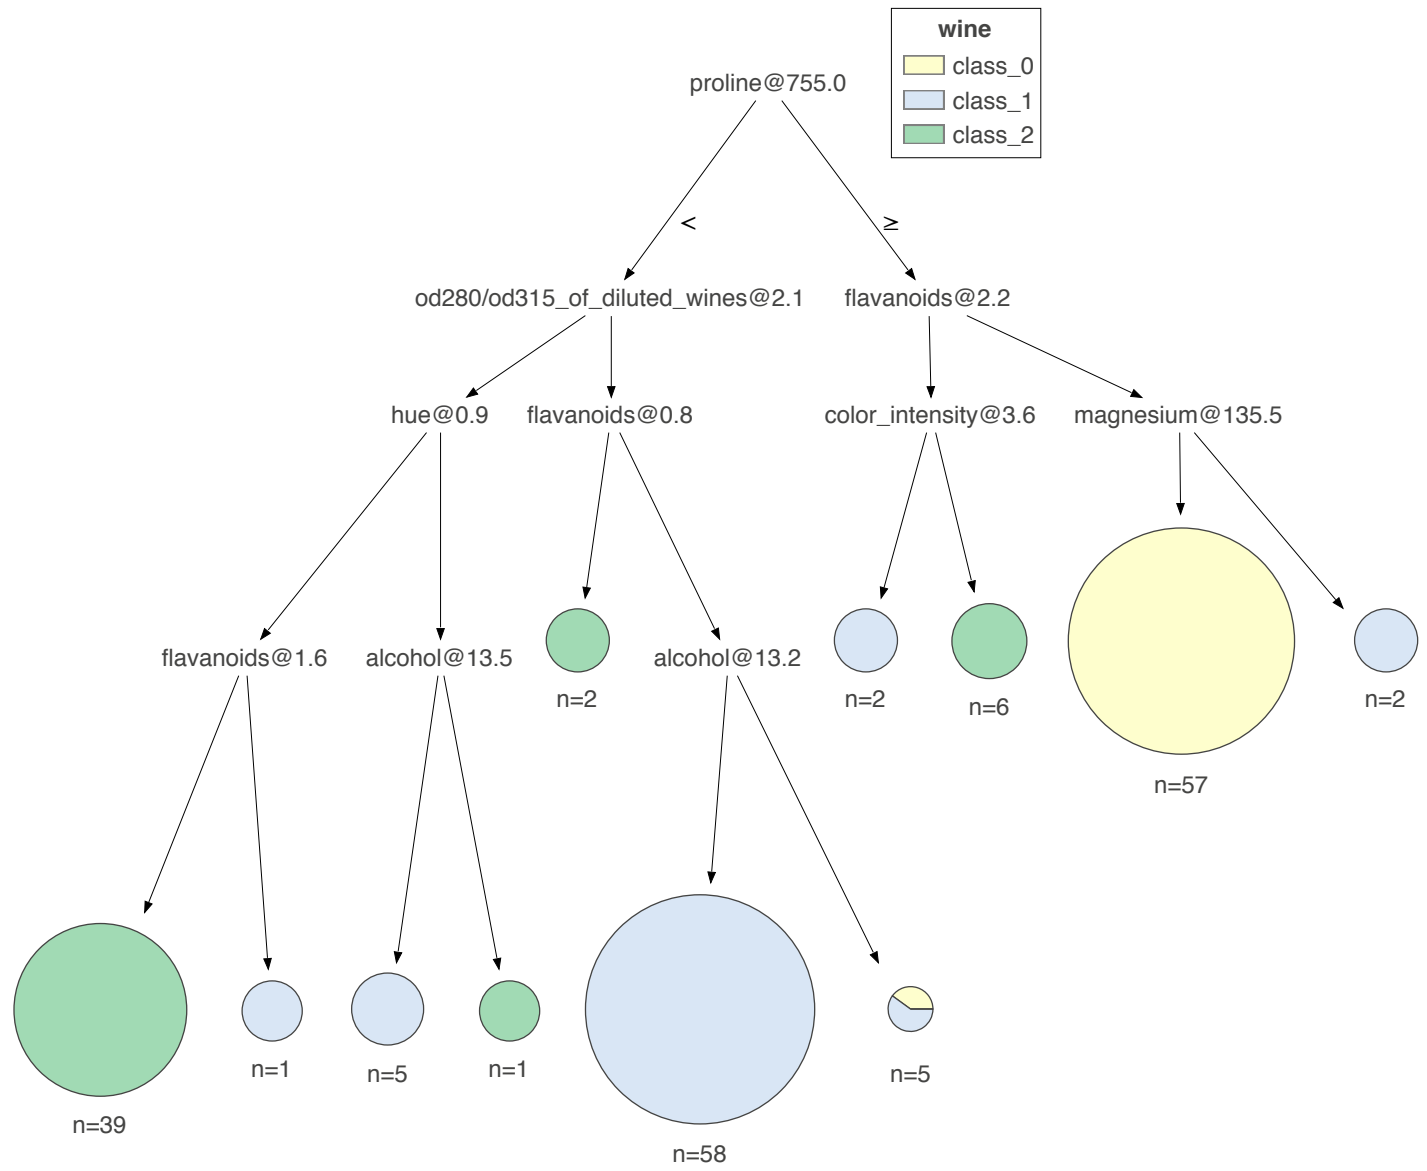 wine
class_0
class_1
class_2
proline@755.0
<
≥
od280/od315_of_diluted_wines@2.1
flavanoids@2.2
hue@0.9
flavanoids@0.8
color_intensity@3.6
magnesium@135.5
flavanoids@1.6
alcohol@13.5
n=2
alcohol@13.2
n=2
n=6
n=57
n=2
n=39
n=1
n=5
n=1
n=58
n=5